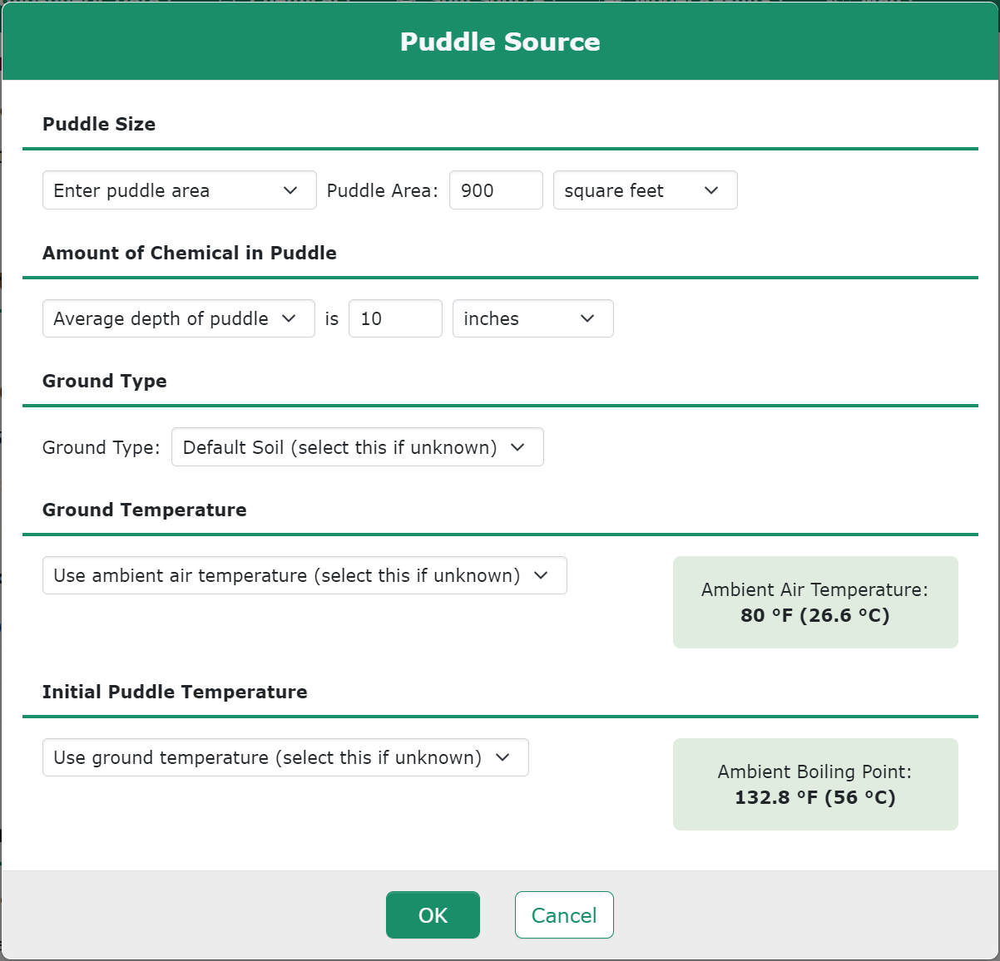 Puddle Source
Puddle Size
Enter puddle area Puddle Area: 900 square feet
Amount of Chemical in Puddle
Average depth of puddle is 10 inches
Ground Type
Ground Type: Default Soil (select this if unknown)
Ground Temperature
Use ambient air temperature (select this if unknown)
Ambient Air Temperature:
80 °F (26.6 °C)
Initial Puddle Temperature
Use ground temperature (select this if unknown)
Ambient Boiling Point:
132.8 °F (56 °C)
OK Cancel